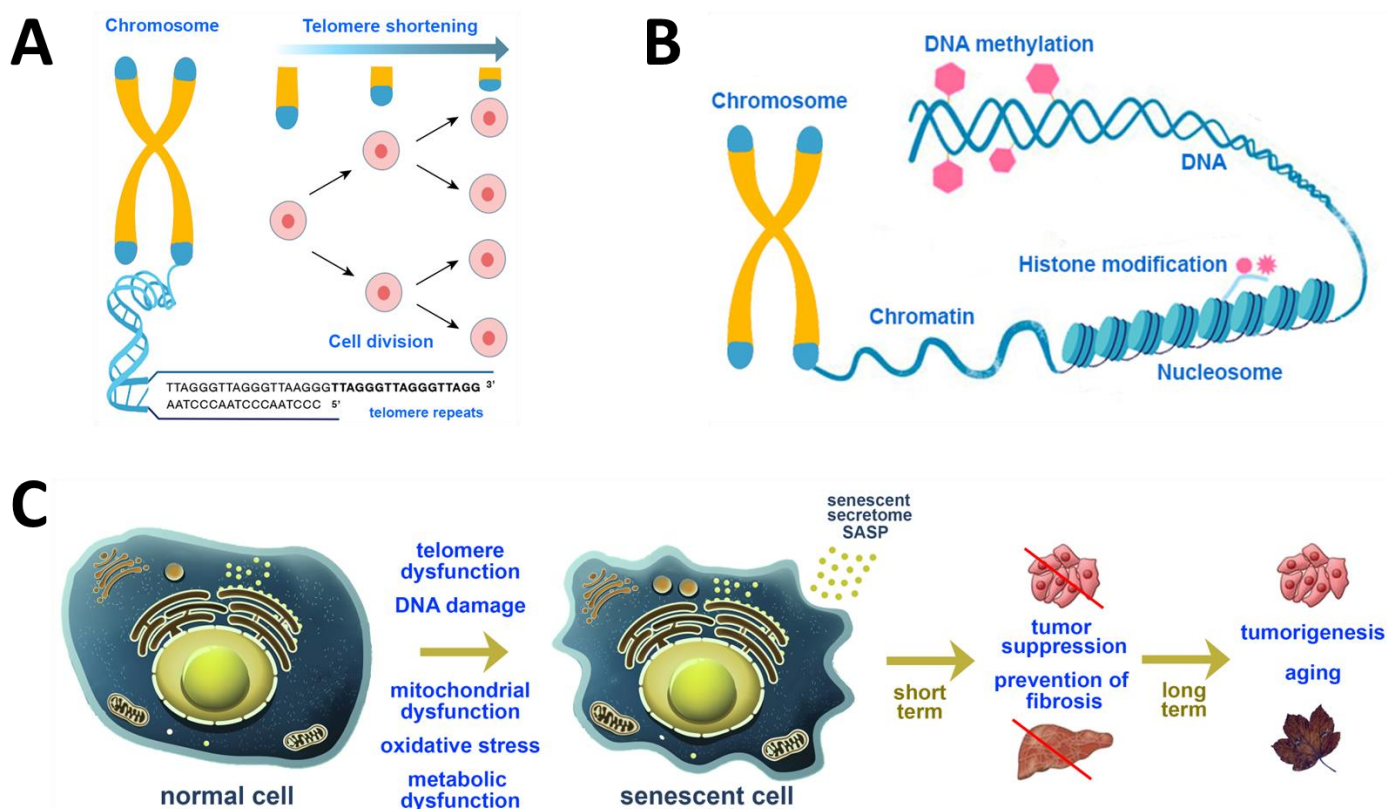 A
Chromosome
Telomere shortening
Cell division
TTAGGGTTAGGGTTAAGGGTTAGGGTTAGGGTTAGG 3'
AATCCCAATCCCAATCCC 5'
telomere repeats
B
DNA methylation
Chromosome
DNA
Histone modification
Chromatin
Nucleosome
C
normal cell
telomere
dysfunction
DNA damage
mitochondrial
dysfunction
oxidative stress
metabolic
dysfunction
senescent cell
senescent
secretome
SASP
short
term
tumor
suppression
prevention of
fibrosis
long
term
tumorigenesis
aging